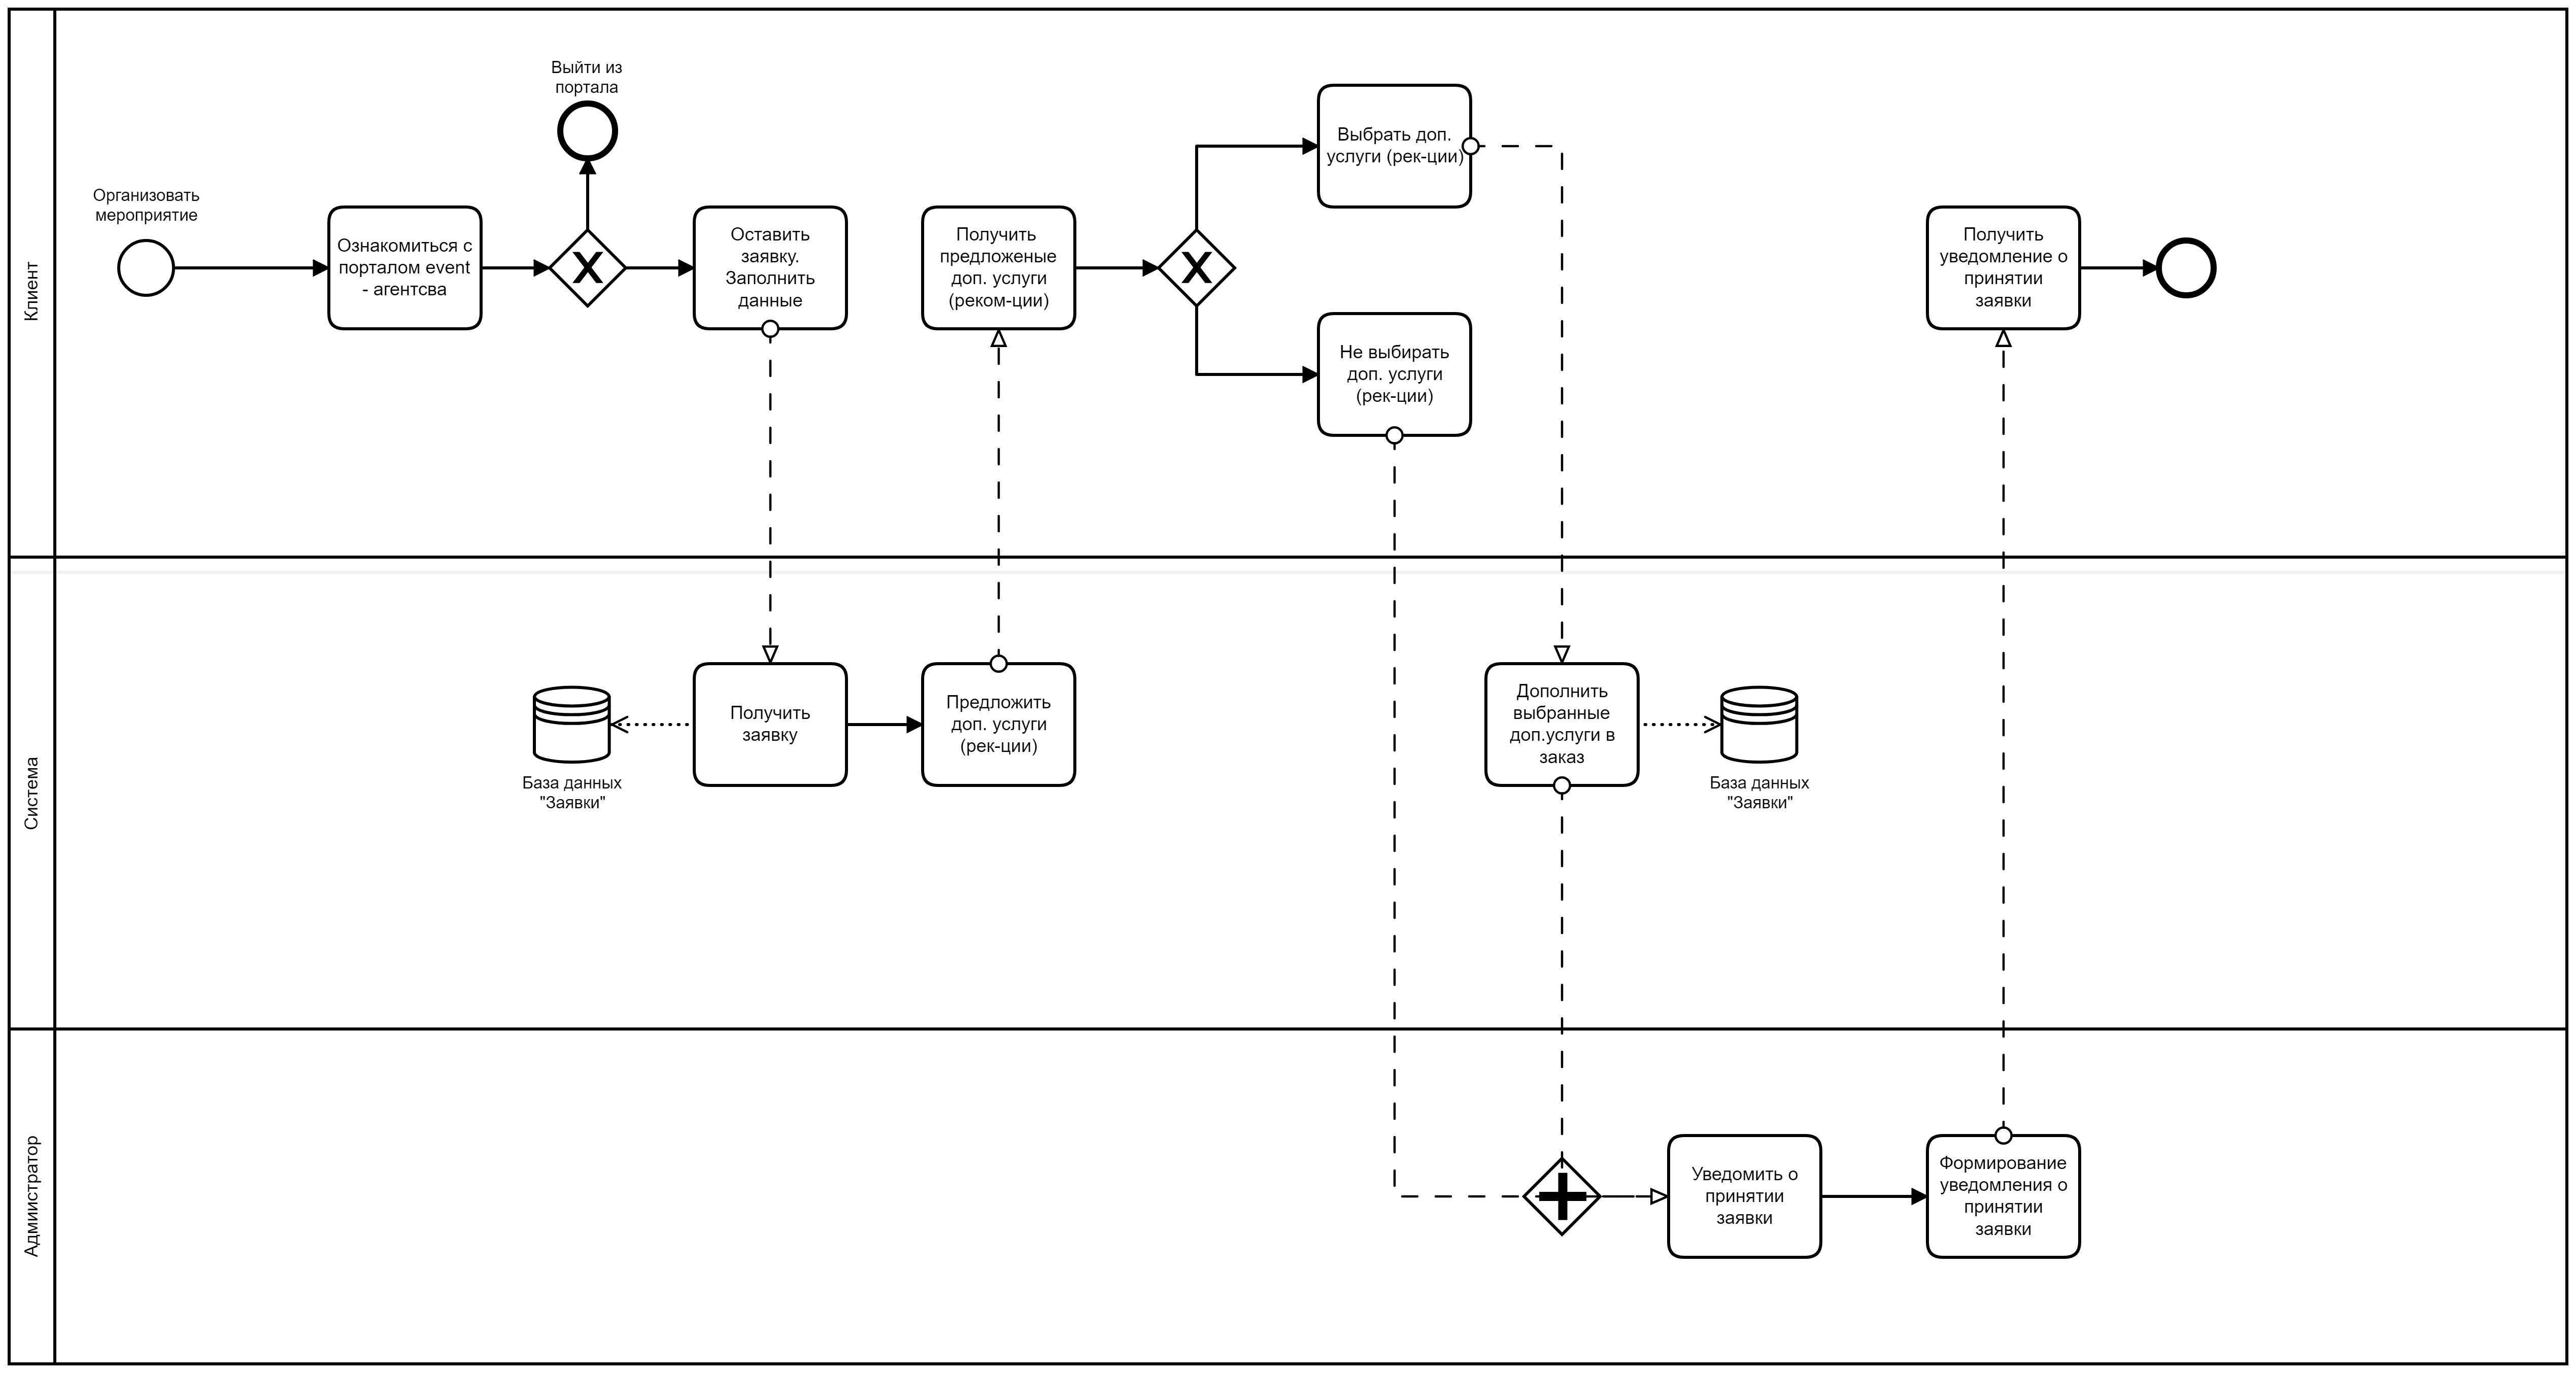 Клиент
Организовать
мероприятие
Ознакомиться с
порталом event
- агентсва
Выйти из
портала
X
Оставить
заявку.
Заполнить
данные
Получить
предложеные
доп. услуги
(реком-ции)
X
Выбрать доп.
услуги (рек-ции)
Не выбирать
доп. услуги
(рек-ции)
Получить
уведомление о
принятии
заявки
Система
База данных
"Заявки"
Получить
заявку
Предложить
доп. услуги
(рек-ции)
Дополнить
выбранные
доп.услуги в
заказ
База данных
"Заявки"
Администратор
Уведомить о
принятии
заявки
Формирование
уведомления о
принятии
заявки